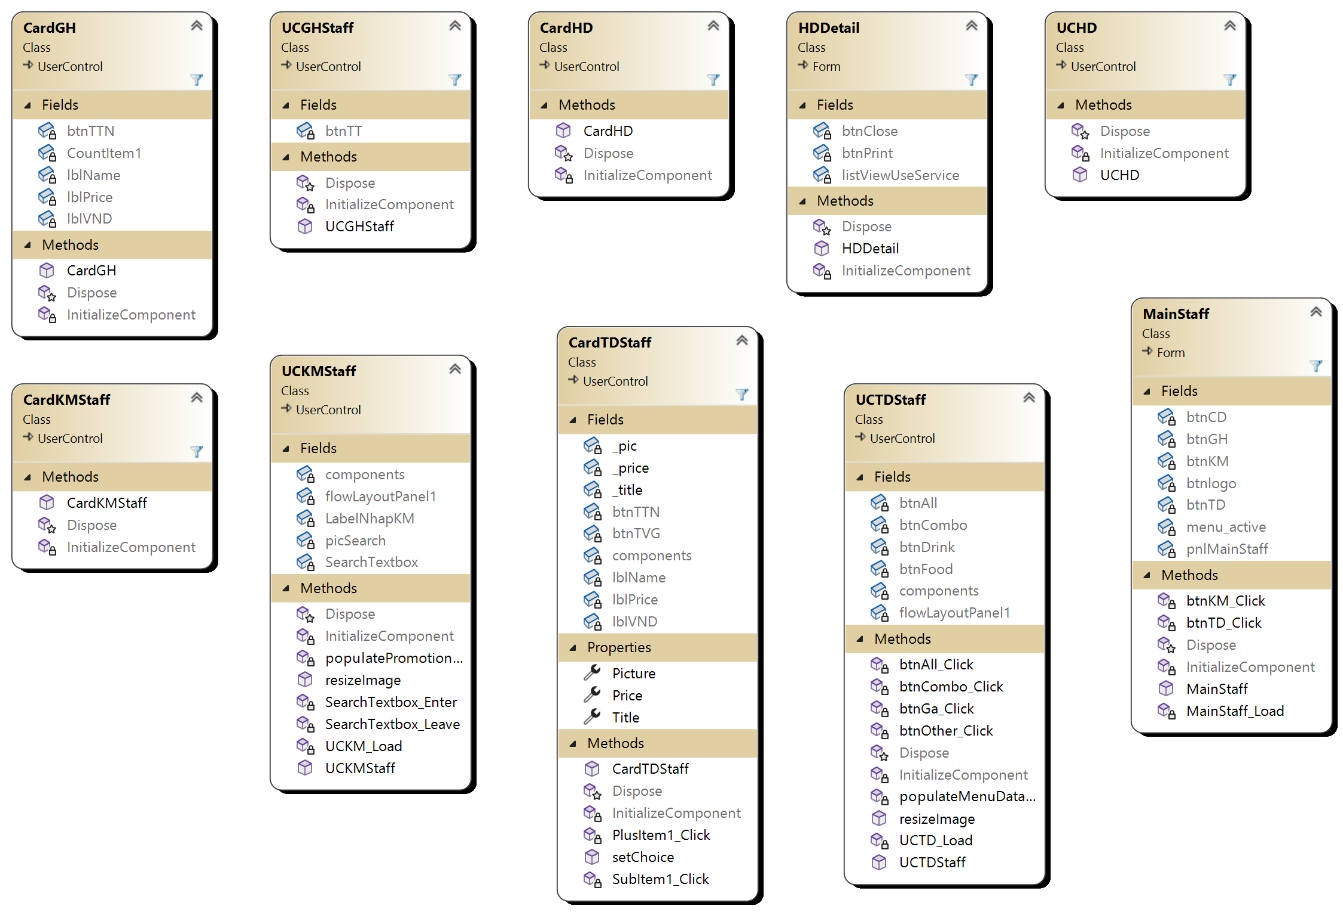 CardGH
Class
UserControl
Fields
btnTTN
CountItem1
lblName
lblPrice
lblVND
Methods
CardGH
Dispose
InitializeComponent
UCGHStaff
Class
UserControl
Fields
btnTT
Methods
Dispose
InitializeComponent
UCGHStaff
CardHD
Class
UserControl
Methods
CardHD
Dispose
InitializeComponent
HDDetail
Class
Form
Fields
btnClose
btnPrint
listViewUseService
Methods
Dispose
HDDetail
InitializeComponent
UCHD
Class
UserControl
Methods
Dispose
InitializeComponent
UCHD
CardKMStaff
Class
UserControl
Methods
CardKMStaff
Dispose
InitializeComponent
UCKMStaff
Class
UserControl
Fields
components
flowLayoutPanel1
LabelNhapKM
picSearch
SearchTextbox
Methods
Dispose
InitializeComponent
populatePromotion...
resizeImage
SearchTextbox_Enter
SearchTextbox_Leave
UCKM_Load
UCKMStaff
CardTDStaff
Class
UserControl
Fields
_pic
_price
_title
btnTTN
btnTVG
components
lblName
lblPrice
lblVND
Properties
Picture
Price
Title
Methods
CardTDStaff
Dispose
InitializeComponent
PlusItem1_Click
setChoice
SubItem1_Click
UCTDStaff
Class
UserControl
Fields
btnAll
btnCombo
btnDrink
btnFood
components
flowLayoutPanel1
Methods
btnAll_Click
btnCombo_Click
btnGa_Click
btnOther_Click
Dispose
InitializeComponent
populateMenuData...
resizeImage
UCTD_Load
UCTDStaff
MainStaff
Class
Form
Fields
btnCD
btnGH
btnKM
btnlogo
btnTD
menu_active
pnlMainStaff
Methods
btnKM_Click
btnTD_Click
Dispose
InitializeComponent
MainStaff
MainStaff_Load